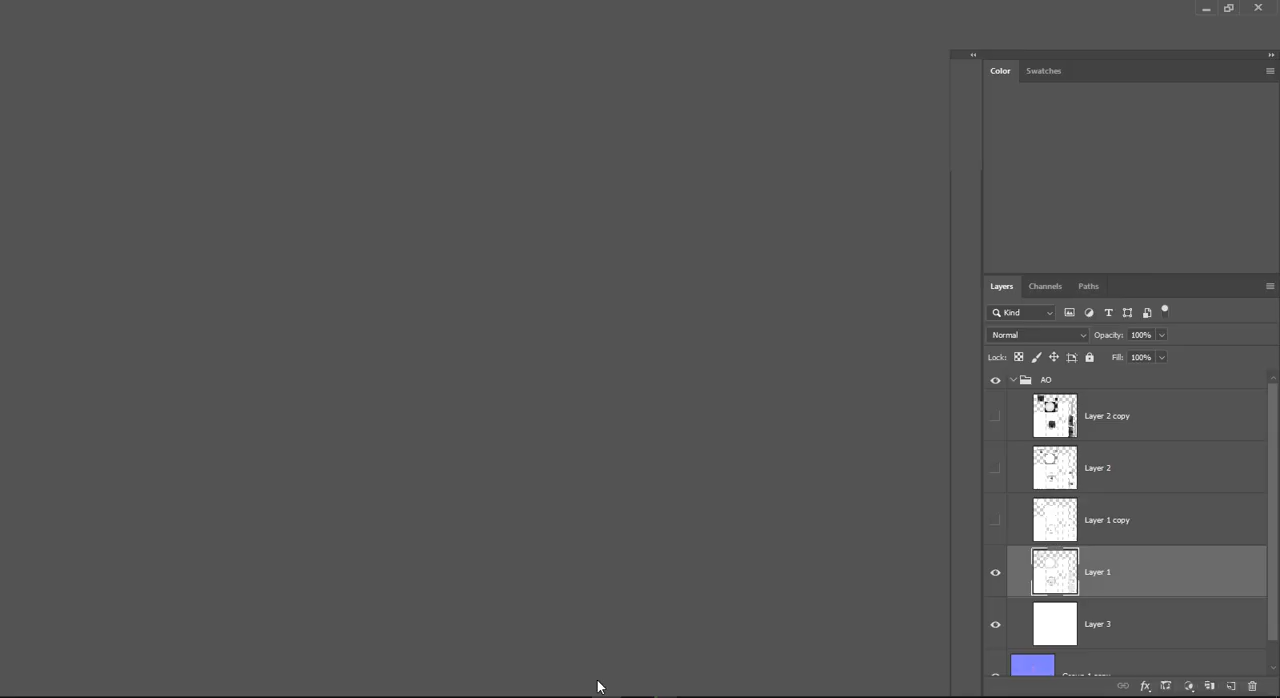 Color Swatches
Layers Channels Paths
Kind
Normal Opacity: 100%
Lock: Fill: 100%
AO
Layer 2 copy
Layer 2
Layer 1 copy
Layer 1
Layer 3
fx